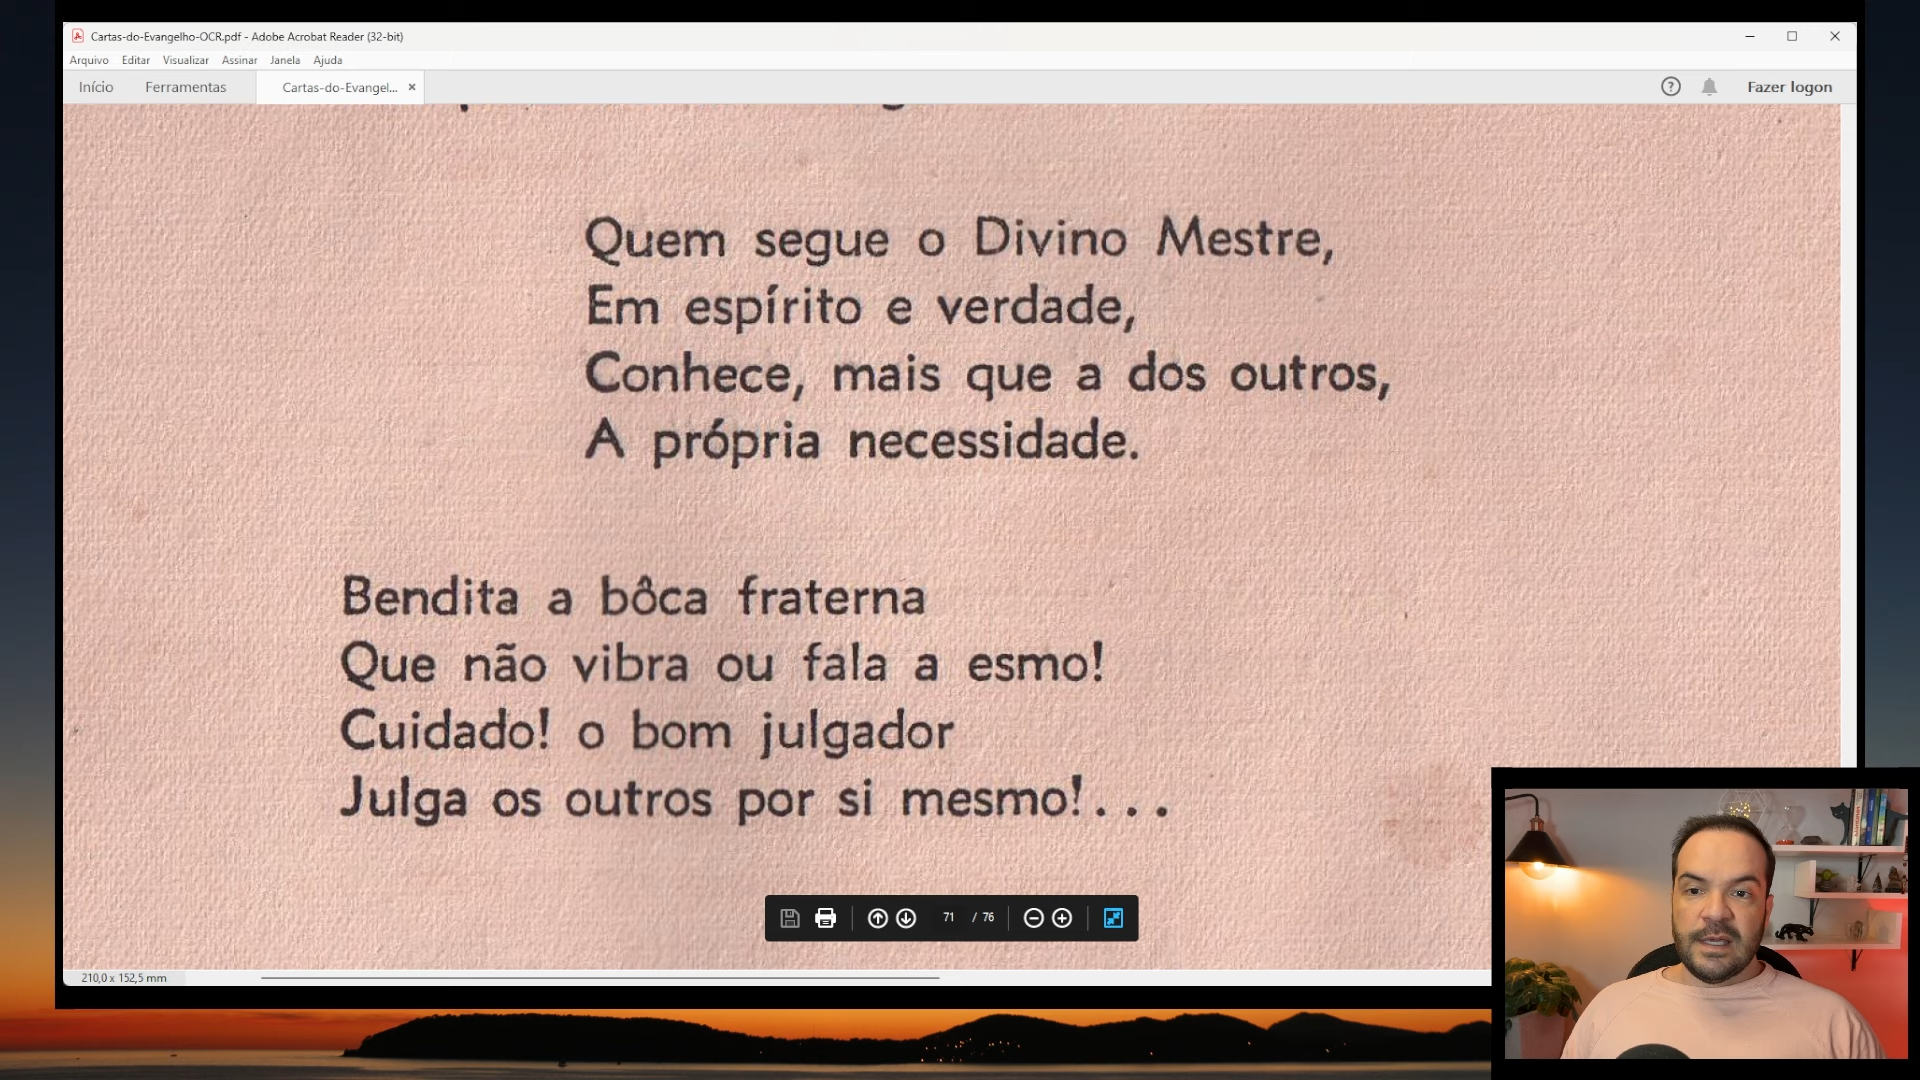 Cartas-do-Evangelho-OCR.pdf - Adobe Acrobat Reader (32-bit)
Arquivo Editar Visualizar Assinar Janela Ajuda
Início Ferramentas Cartas-do-Evangel... Fazer logon
Quem segue o Divino Mestre,
Em espírito e verdade,
Conhece, mais que a dos outros,
A própria necessidade.
Bendita a bôca fraterna
Que não vibra ou fala a esmo!
Cuidado! o bom julgador
Julga os outros por si mesmo!...
71 / 76
210,0 x 152,5 mm